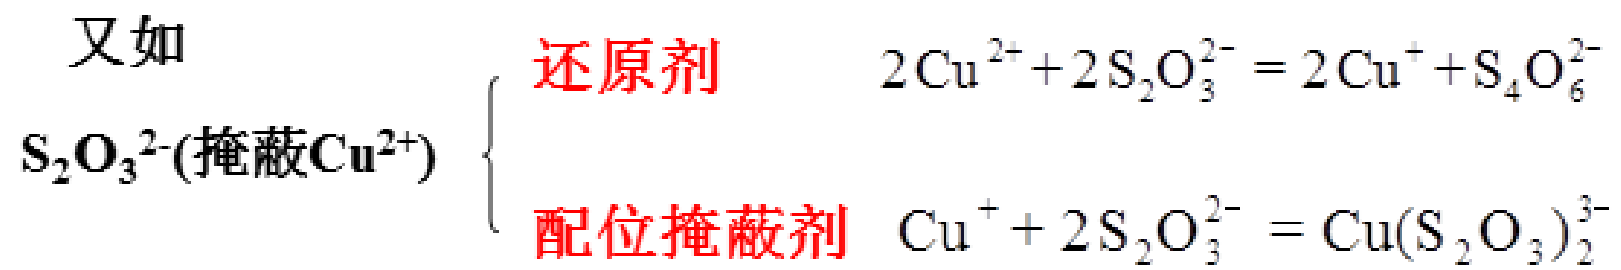 又如
还原剂 2Cu²⁺+2S₂O₃²⁻ = 2Cu⁺+S₄O₆²⁻
S₂O₃²⁻(掩蔽Cu²⁺)
配位掩蔽剂 Cu⁺+2S₂O₃²⁻ = Cu(S₂O₃)₂³⁻